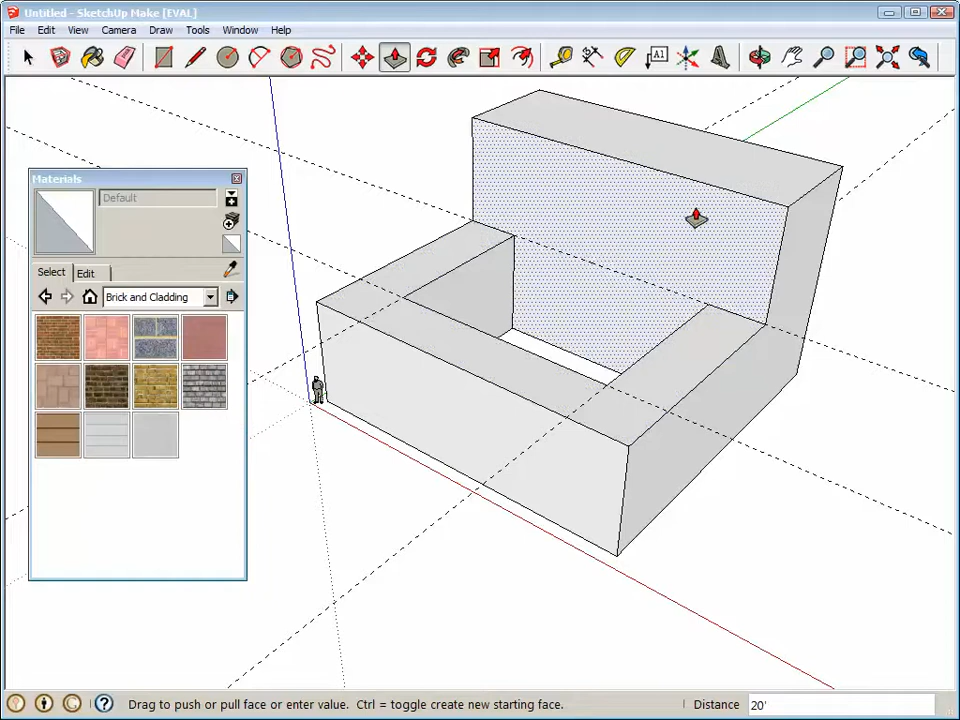 Untitled - SketchUp Make [EVAL]
File Edit View Camera Draw Tools Window Help
A1
Materials
Default
Select Edit
Brick and Cladding
Drag to push or pull face or enter value. Ctrl = toggle create new starting face. Distance 20'